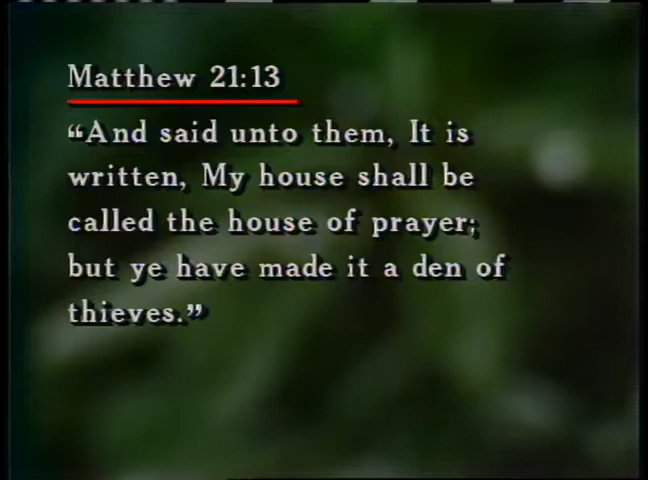 Matthew 21:13
“And said unto them, It is
written, My house shall be
called the house of prayer;
but ye have made it a den of
thieves.”